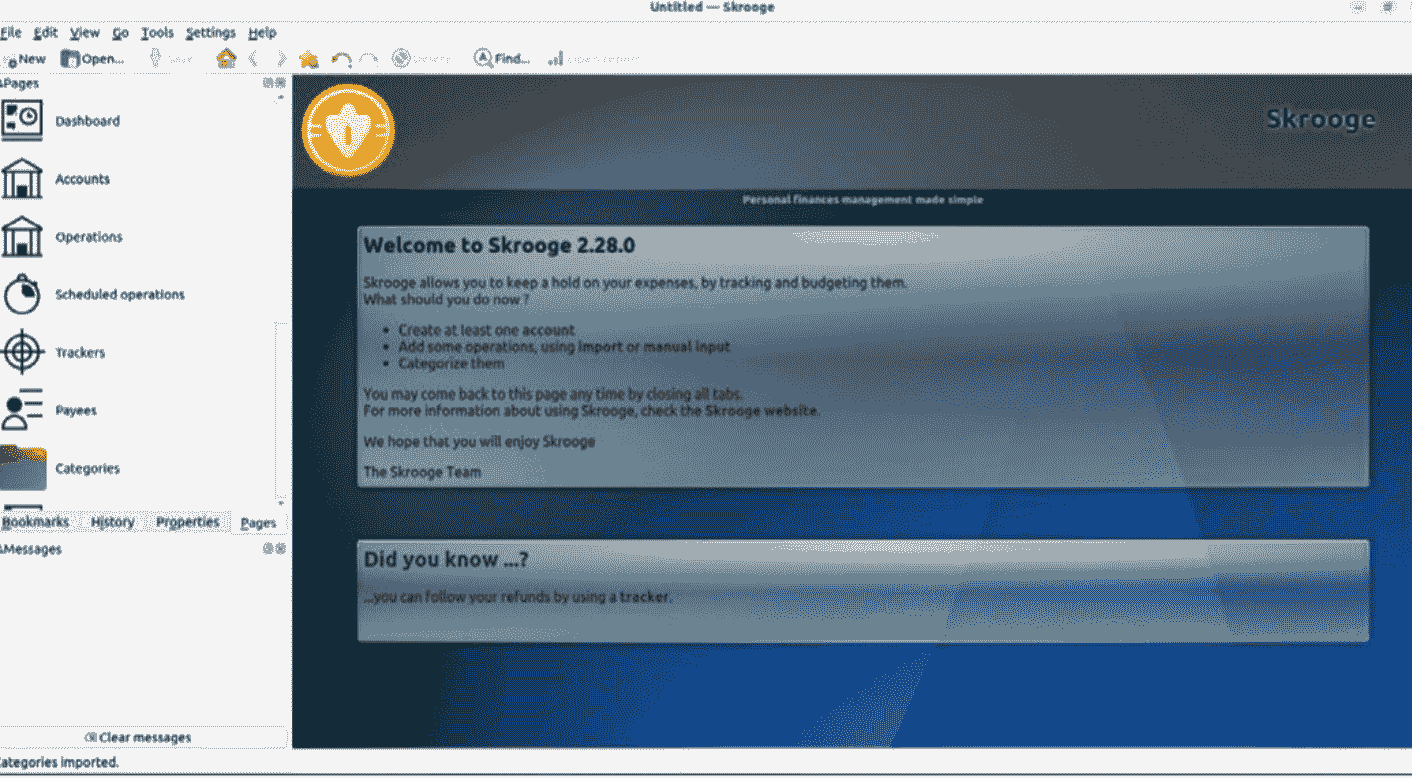 Untitled — Skrooge
File Edit View Go Tools Settings Help
New Open... Find...
Pages
Dashboard
Accounts
Operations
Scheduled operations
Trackers
Payees
Categories
Bookmarks History Properties Pages
Messages
Clear messages
ategories imported.
Skrooge
Personal finances management made simple
Welcome to Skrooge 2.28.0
Skrooge allows you to keep a hold on your expenses, by tracking and budgeting them.
What should you do now ?
• Create at least one account
• Add some operations, using import or manual input
• Categorize them
You may come back to this page any time by closing all tabs.
For more information about using Skrooge, check the Skrooge website.
We hope that you will enjoy Skrooge
The Skrooge Team
Did you know ...?
...you can follow your refunds by using a tracker.